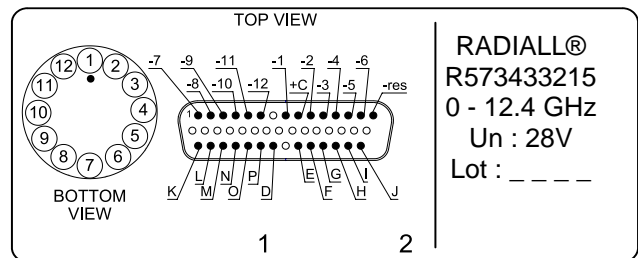 TOP VIEW
12 1 2
11 3
10 4
9 5
8 7 6
BOTTOM
VIEW
-7 -9 -11 -1 -2 -4 -6
-8 -10 -12 +C -3 -5 -res
1
K L M N O P D E F G H I J
1 2
RADIALL®
R573433215
0 - 12.4 GHz
Un : 28V
Lot : _ _ _ _